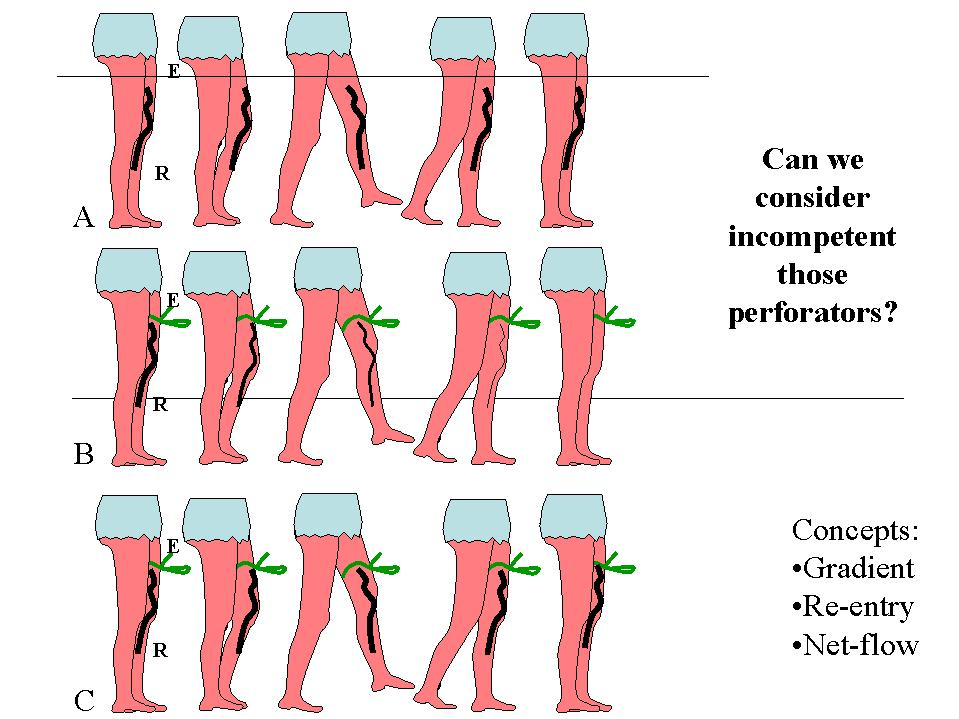 E
R
A
Can we
consider
incompetent
those
perforators?
E
R
B
E
R
C
Concepts:
•Gradient
•Re-entry
•Net-flow